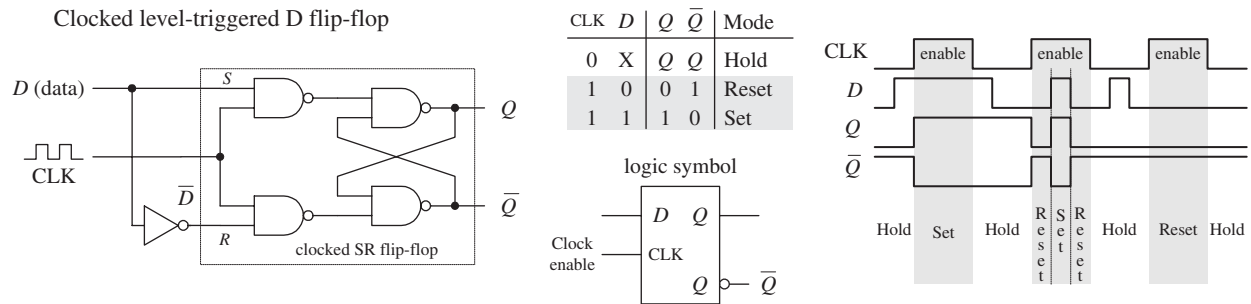 Clocked level-triggered D flip-flop
D (data)
CLK
D̅
S
R
clocked SR flip-flop
Q
Q̅
CLK D Q Q̅ Mode
0 X Q Q Hold
1 0 0 1 Reset
1 1 1 0 Set
logic symbol
D Q
Clock
enable
CLK
Q Q̅
CLK enable enable enable
D
Q
Q̅
Hold Set Hold Reset Set Reset Hold Reset Hold